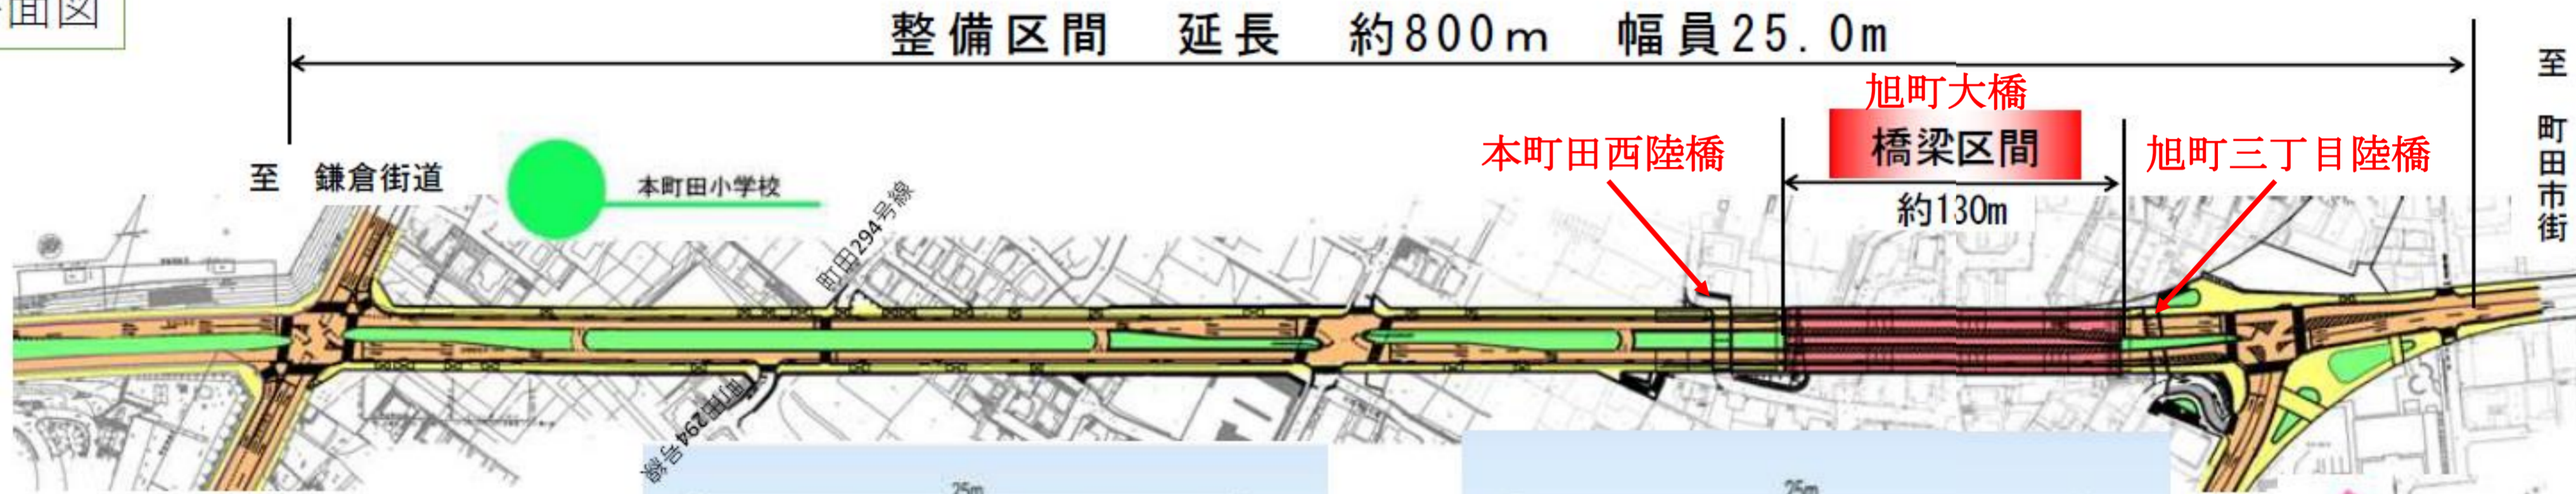 面図
整備区間 延長 約800m 幅員25.0m
至 町田市街
旭町大橋
橋梁区間
約130m
本町田西陸橋
旭町三丁目陸橋
至 鎌倉街道
本町田小学校
町田294号線
町田294号線
25m
25m